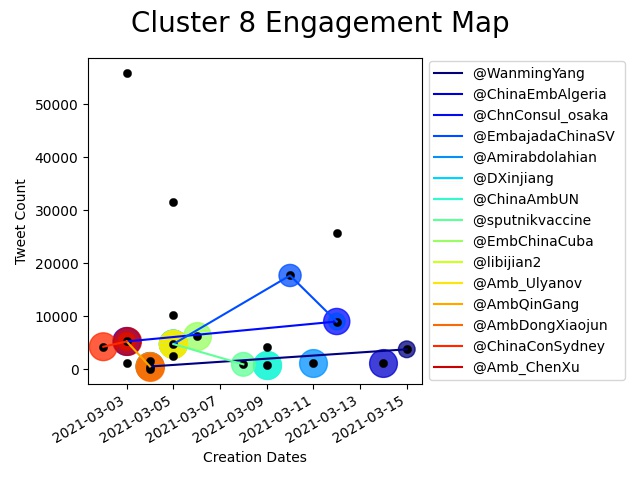 Cluster 8 Engagement Map
50000
40000
30000
20000
10000
0
Tweet Count
2021-03-03
2021-03-05
2021-03-07
2021-03-09
2021-03-11
2021-03-13
2021-03-15
Creation Dates
@WanmingYang
@ChinaEmbAlgeria
@ChnConsul_osaka
@EmbajadaChinaSV
@Amirabdolahian
@DXinjiang
@ChinaAmbUN
@sputnikvaccine
@EmbChinaCuba
@libijian2
@Amb_Ulyanov
@AmbQinGang
@AmbDongXiaojun
@ChinaConSydney
@Amb_ChenXu